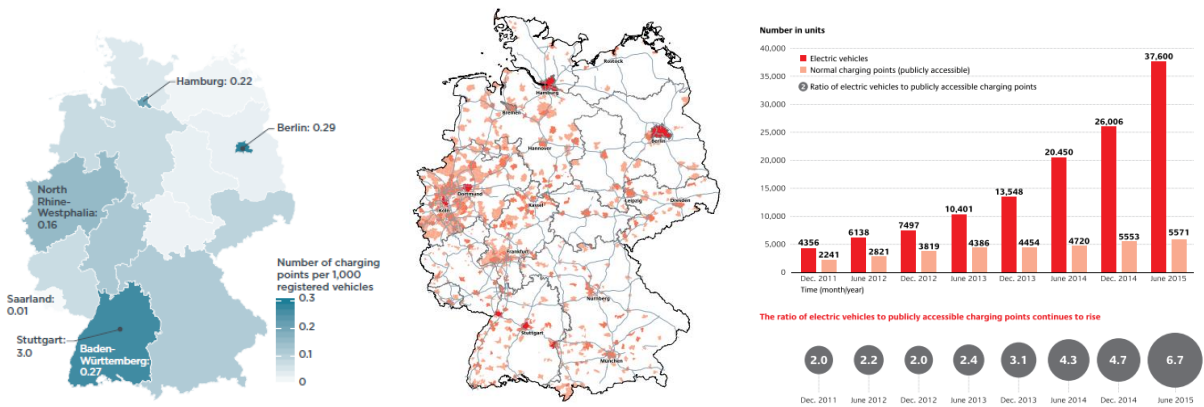 Hamburg: 0.22
Berlin: 0.29
North
Rhine-
Westphalia:
0.16
Saarland:
0.01
Stuttgart:
3.0
Baden-
Württemberg:
0.27
Number of charging
points per 1,000
registered vehicles
0.3
0.2
0.1
0
Rostock
Hamburg
Bremen
Berlin
Hannover
Dortmund
Köln
Kassel
Leipzig
Dresden
Frankfurt
Nürnberg
Stuttgart
München
Number in units
40,000
35,000
30,000
25,000
20,000
15,000
10,000
5,000
0
Electric vehicles
Normal charging points (publicly accessible)
2 Ratio of electric vehicles to publicly accessible charging points
4356
2241
6138
2821
7497
3819
10,401
4386
13,548
4454
20.450
4720
26,006
5553
37,600
5571
Dec. 2011 June 2012 Dec. 2012 June 2013 Dec. 2013 June 2014 Dec. 2014 June 2015
Time (month/year)
The ratio of electric vehicles to publicly accessible charging points continues to rise
2.0 2.2 2.0 2.4 3.1 4.3 4.7 6.7
Dec. 2011 June 2012 Dec. 2012 June 2013 Dec. 2013 June 2014 Dec. 2014 June 2015